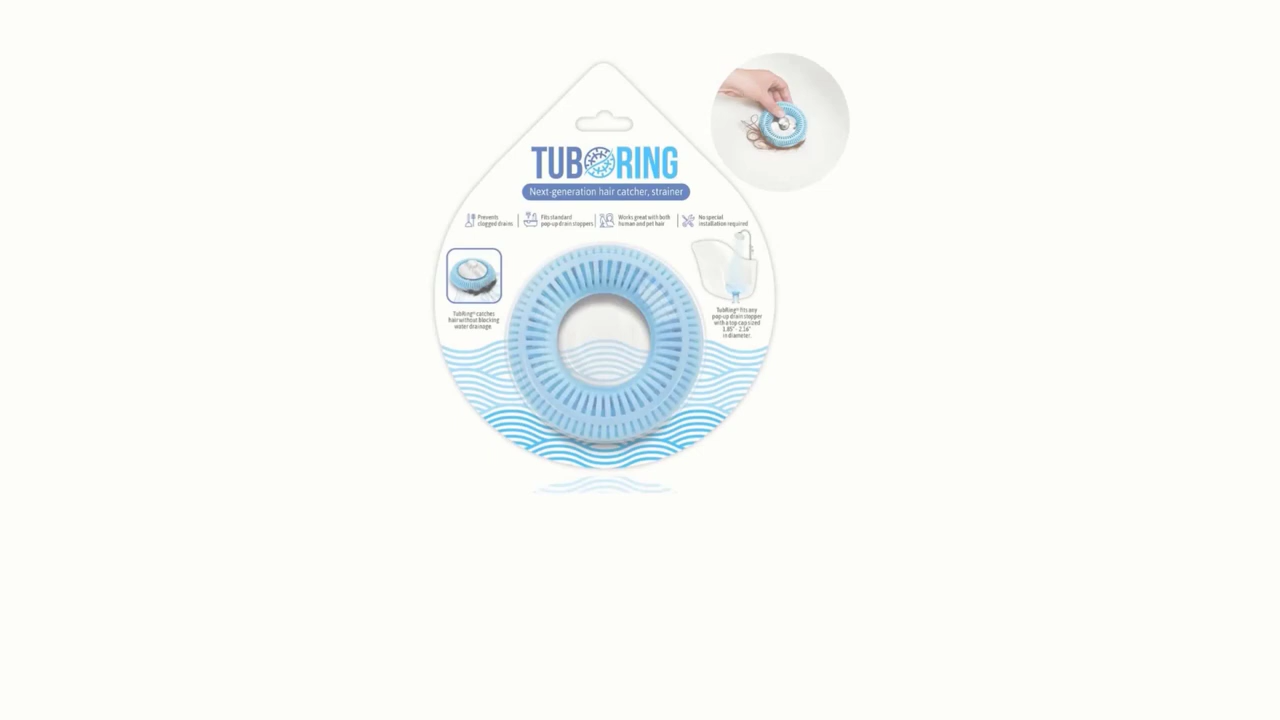 TUB RING
Next-generation hair catcher, strainer
Prevents
clogged drains
Fits standard
pop-up drain stoppers
Works great with both
human and pet hair
No special
installation required
TubRing® catches
hair without blocking
water drainage.
TubRing® fits any
pop-up drain stopper
with a top cap sized
in diameter.